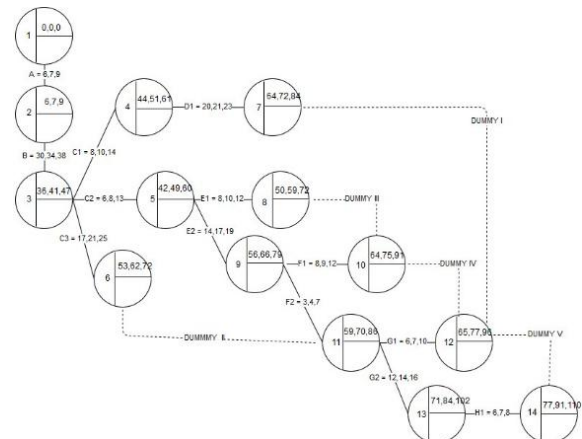 1 0,0,0
A = 6,7,9
2 6,7,9
B = 30,34,38
3 36,41,47
C1 = 8,10,14
4 44,51,61
D1 = 20,21,23
7 64,72,84
DUMMY I
C2 = 6,8,13
5 42,49,60
E1 = 8,10,12
8 50,59,72
DUMMY III
E2 = 14,17,19
C3 = 17,21,25
6 53,62,72
9 56,66,79
F1 = 8,9,12
10 64,75,91
DUMMY IV
F2 = 3,4,7
DUMMMY II
11 59,70,86
G1 = 6,7,10
12 65,77,96
DUMMY V
G2 = 12,14,16
13 71,84,102
H1 = 6,7,8
14 77,91,110